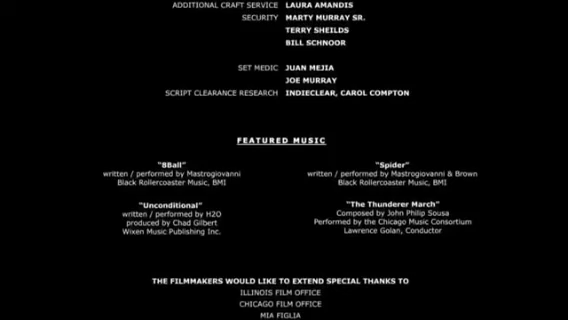 ADDITIONAL CRAFT SERVICE LAURA AMANDIS
SECURITY MARTY MURRAY SR.
TERRY SHEILDS
BILL SCHNOOR
SET MEDIC JUAN MEJIA
JOE MURRAY
SCRIPT CLEARANCE RESEARCH INDIECLEAR, CAROL COMPTON
FEATURED MUSIC
"8Ball"
written / performed by Mastrogiovanni
Black Rollercoaster Music, BMI
"Spider"
written / performed by Mastrogiovanni & Brown
Black Rollercoaster Music, BMI
"Unconditional"
written / performed by H2O
produced by Chad Gilbert
Wixen Music Publishing Inc.
"The Thunderer March"
Composed by John Philip Sousa
Performed by the Chicago Music Consortium
Lawrence Golan, Conductor
THE FILMMAKERS WOULD LIKE TO EXTEND SPECIAL THANKS TO
ILLINOIS FILM OFFICE
CHICAGO FILM OFFICE
MIA FIGLIA